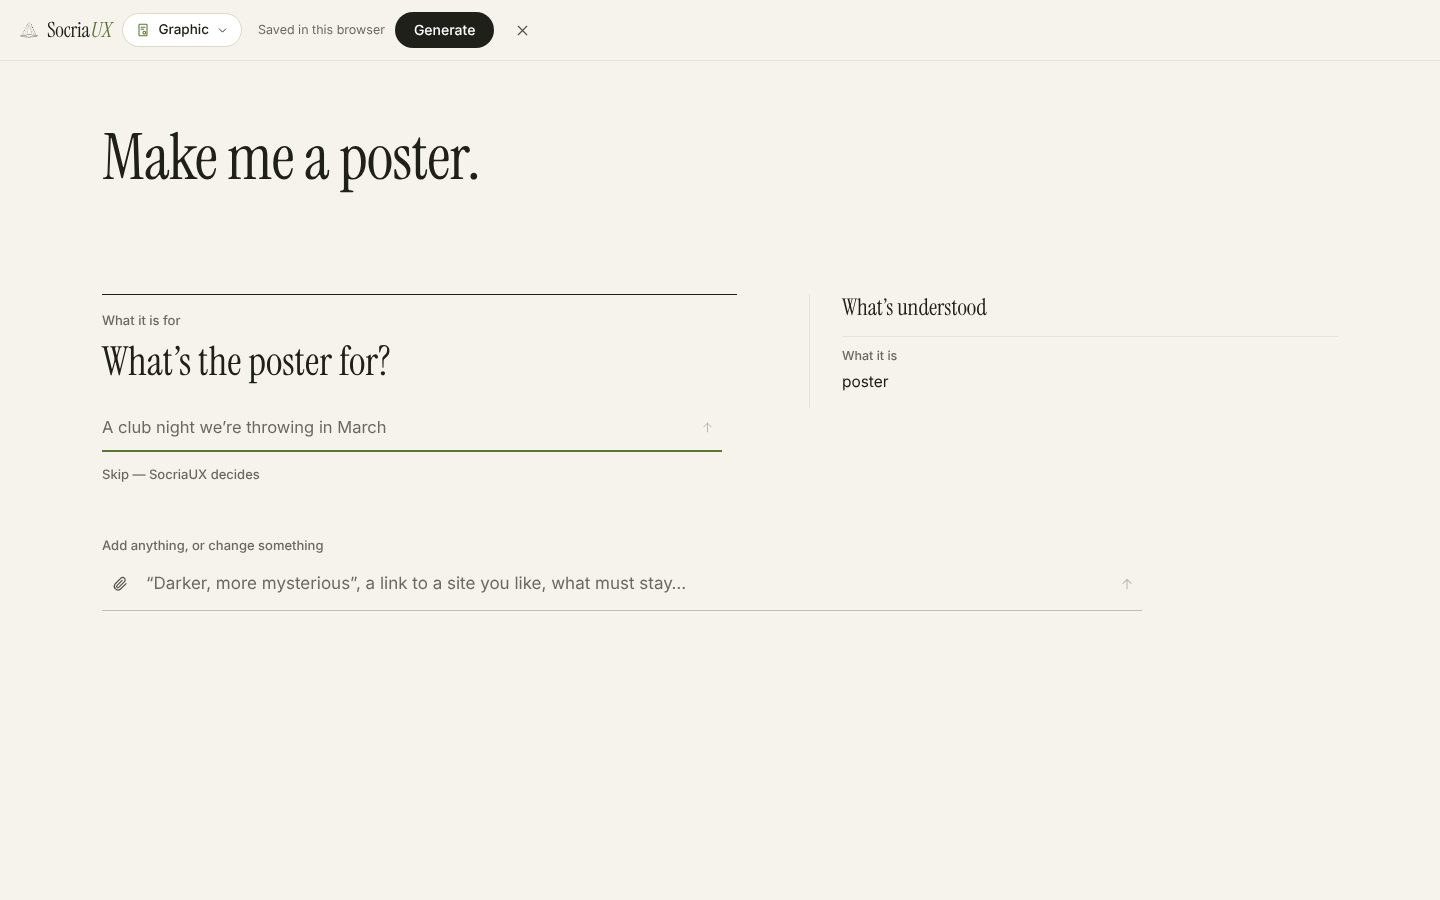 SocriaUX
Graphic
Saved in this browser
Generate
Make me a poster.
What it is for
What’s the poster for?
A club night we’re throwing in March
Skip — SocriaUX decides
What’s understood
What it is
poster
Add anything, or change something
“Darker, more mysterious”, a link to a site you like, what must stay…